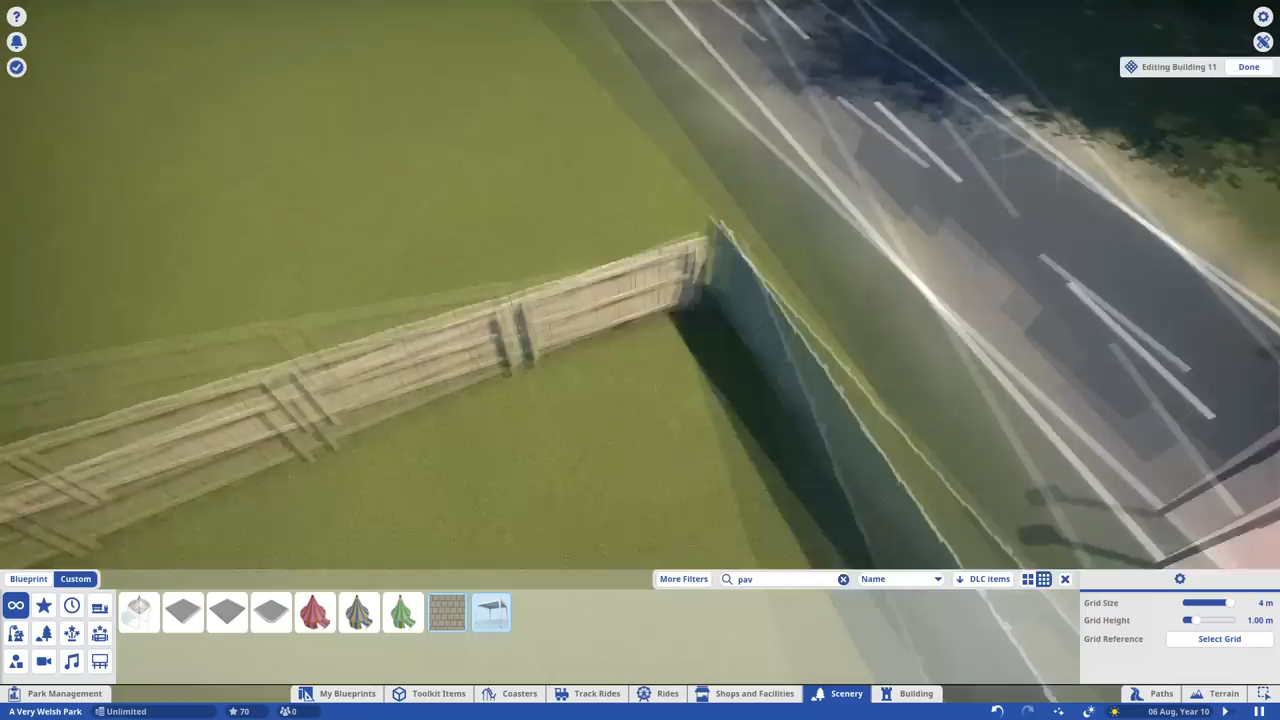 ?
Editing Building 11 Done
Blueprint Custom More Filters pav Name DLC items
Grid Size 4 m
Grid Height 1.00 m
Grid Reference Select Grid
Park Management My Blueprints Toolkit Items Coasters Track Rides Rides Shops and Facilities Scenery Building Paths Terrain
A Very Welsh Park Unlimited 70 0 06 Aug, Year 10